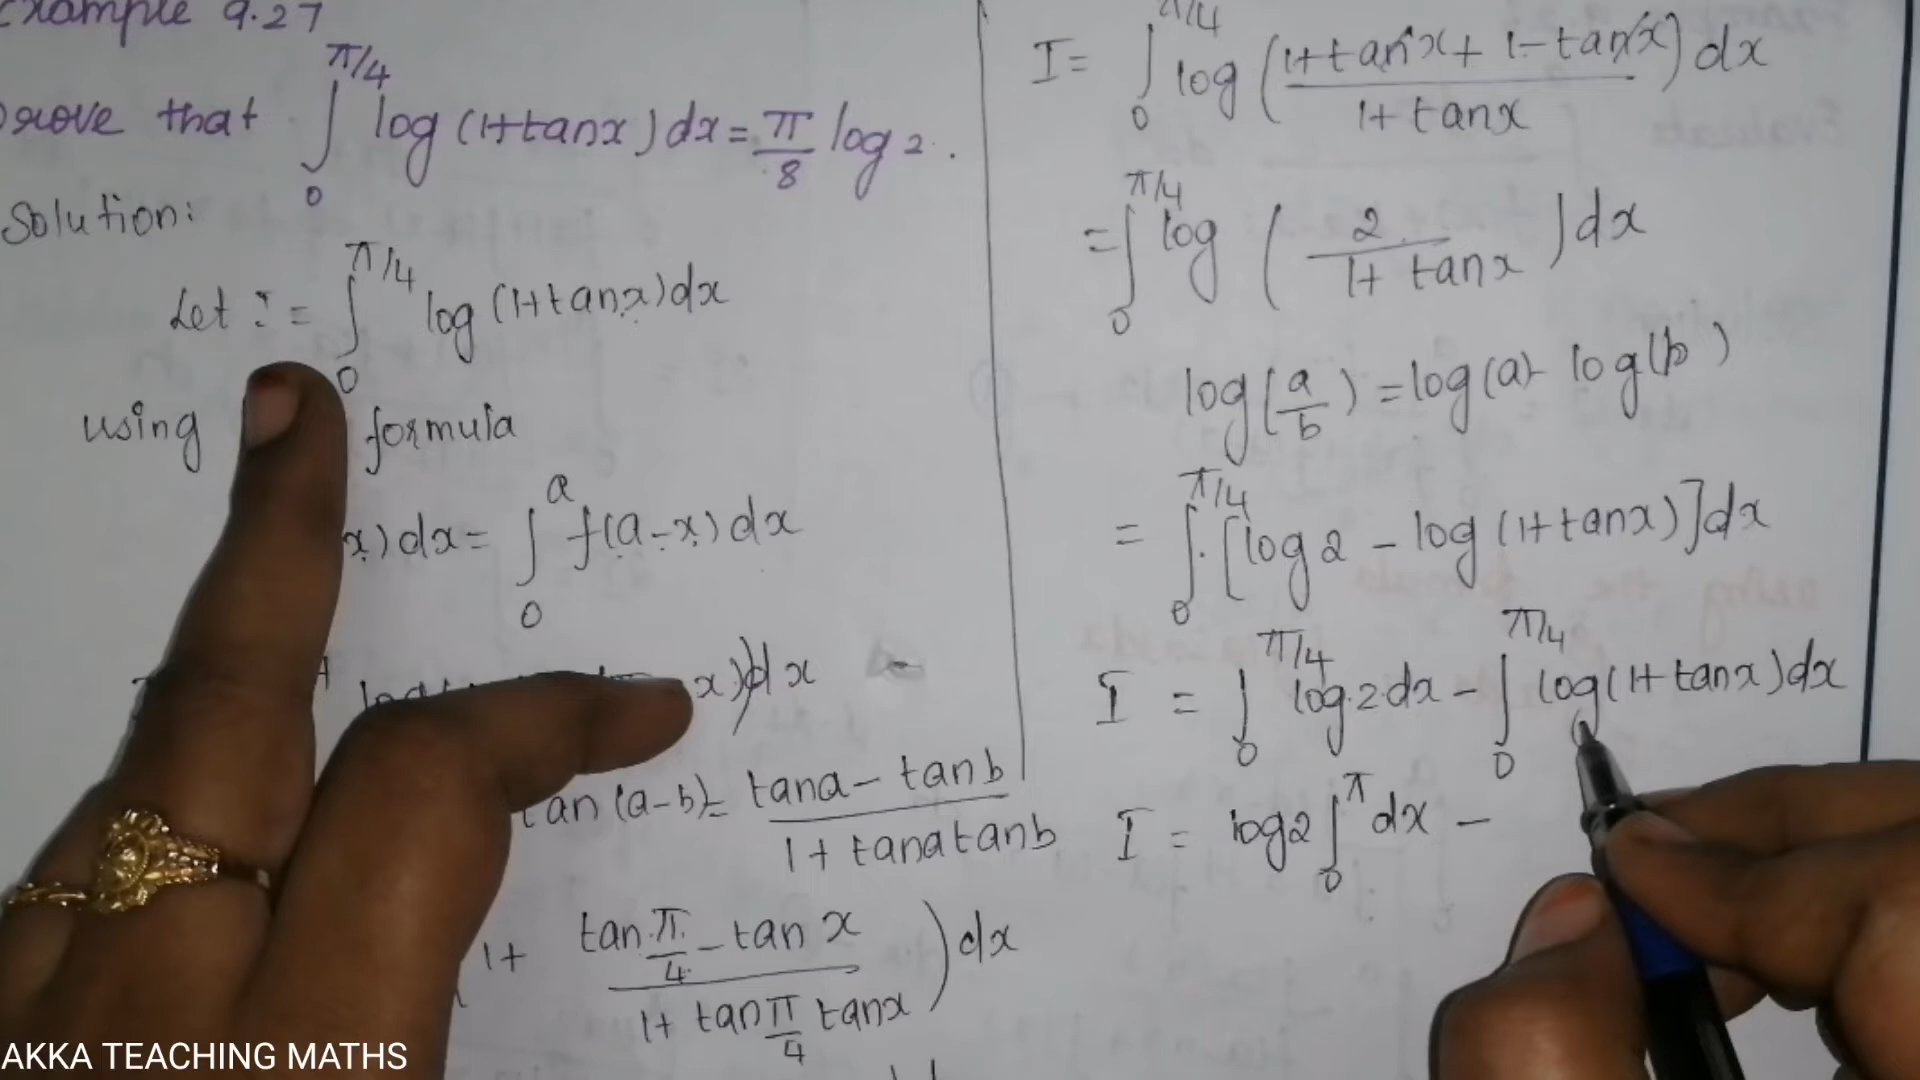 Example 9.27
prove that ∫₀^π/4 log (1+tanx) dx = π/8 log 2.
Solution:
Let I = ∫₀^π/4 log (1+tanx) dx
using formula
x) dx = ∫₀^a f(a-x) dx
x)) dx
tan (a-b) = tana - tanb / 1 + tana tanb
1 + tan π/4 - tan x / 1 + tan π/4 tanx ) dx
I = ∫₀^π/4 log ( 1+tanx + 1-tanx / 1+tanx ) dx
= ∫₀^π/4 log ( 2 / 1+ tanx ) dx
log(a/b) = log(a) - log(b)
= ∫₀^π/4 [log 2 - log (1+tanx)] dx
I = ∫₀^π/4 log 2 dx - ∫₀^π/4 log (1+tanx) dx
I = log 2 ∫₀^π dx -
AKKA TEACHING MATHS